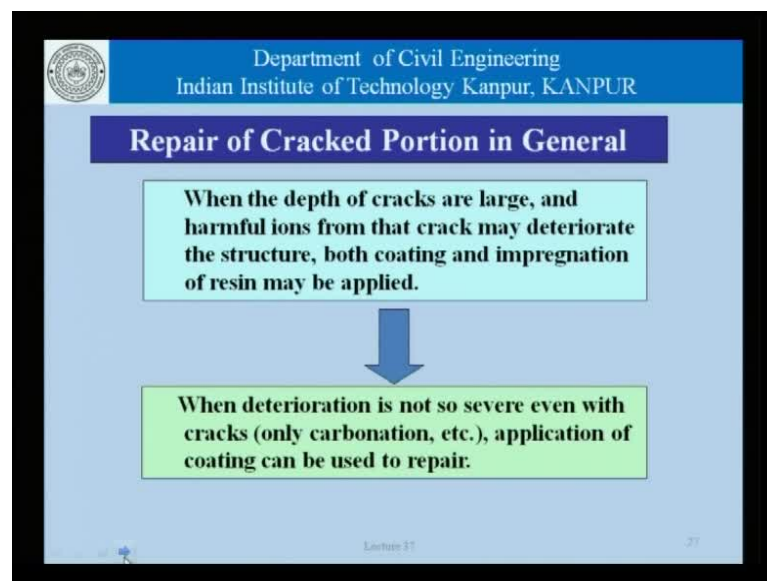 Department of Civil Engineering
Indian Institute of Technology Kanpur, KANPUR
Repair of Cracked Portion in General
When the depth of cracks are large, and
harmful ions from that crack may deteriorate
the structure, both coating and impregnation
of resin may be applied.
When deterioration is not so severe even with
cracks (only carbonation, etc.), application of
coating can be used to repair.
Lecture 37
27